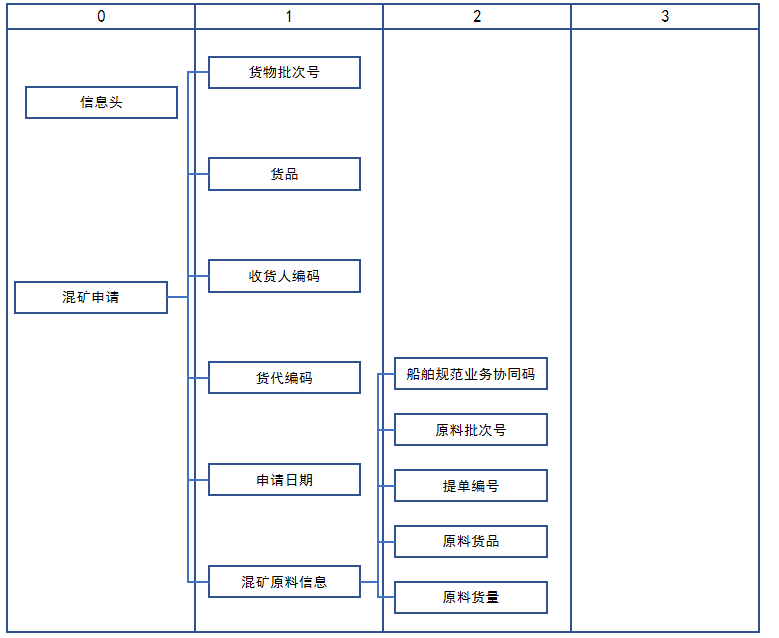 0
1
2
3
信息头
混矿申请
货物批次号
货品
收货人编码
货代编码
申请日期
混矿原料信息
船舶规范业务协同码
原料批次号
提单编号
原料货品
原料货量